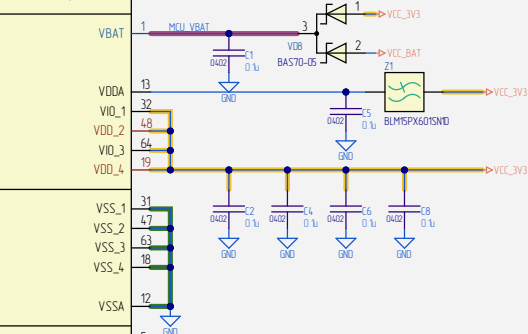 VBAT 1 MCU_VBAT 3 1 VCC_3V3
C1 0402 0.1u
GND
VD8
BAS70-05
2 VCC_BAT
Z1
VDDA 13 VCC_3V3
BLM15PX601SN1D
VIO_1 32
VDD_2 48
VIO_3 64
VDD_4 19 VCC_3V3
C5 0402 0.1u
GND
C2 0402 0.1u
C4 0402 0.1u
C6 0402 0.1u
C8 0402 0.1u
GND GND GND GND
VSS_1 31
VSS_2 47
VSS_3 63
VSS_4 18
VSSA 12
GND